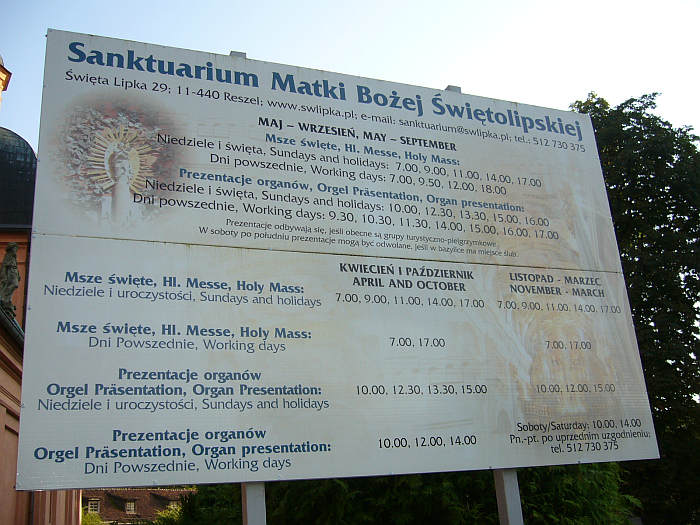 Sanktuarium Matki Bożej Świętolipskiej
Święta Lipka 29; 11-440 Reszel; www.swlipka.pl; e-mail: sanktuarium@swlipka.pl; tel.: 512 730 375
MAJ – WRZESIEŃ, MAY – SEPTEMBER
Msze święte, Hl. Messe, Holy Mass:
Niedziele i święta, Sundays and holidays: 7.00, 9.00, 11.00, 14.00, 17.00
Dni powszednie, Working days: 7.00, 9.50, 12.00, 18.00
Prezentacje organów, Orgel Präsentation, Organ presentation:
Niedziele i święta, Sundays and holidays: 10.00, 12.30, 13.30, 15.00, 16.00
Dni powszednie, Working days: 9.30, 10.30, 11.30, 14.00, 15.00, 16.00, 17.00
Prezentacje odbywają się, jeśli obecne są grupy turystyczno-pielgrzymkowe
W soboty po południu prezentacje mogą być odwołane, jeśli w bazylice ma miejsce ślub.
KWIECIEŃ I PAŹDZIERNIK
APRIL AND OCTOBER
LISTOPAD - MARZEC
NOVEMBER - MARCH
Msze święte, Hl. Messe, Holy Mass:
Niedziele i uroczystości, Sundays and holidays
7.00, 9.00, 11.00, 14.00, 17.00
7.00, 9.00, 11.00, 14.00, 17.00
Msze święte, Hl. Messe, Holy Mass:
Dni Powszednie, Working days
7.00, 17.00
7.00, 17.00
Prezentacje organów
Orgel Präsentation, Organ Presentation:
Niedziele i uroczystości, Sundays and holidays
10.00, 12.30, 13.30, 15.00
10.00, 12.00, 15.00
Prezentacje organów
Orgel Präsentation, Organ presentation:
Dni Powszednie, Working days
10.00, 12.00, 14.00
Soboty/Saturday: 10.00, 14.00
Pn.-pt. po uprzednim uzgodnieniu;
tel. 512 730 375